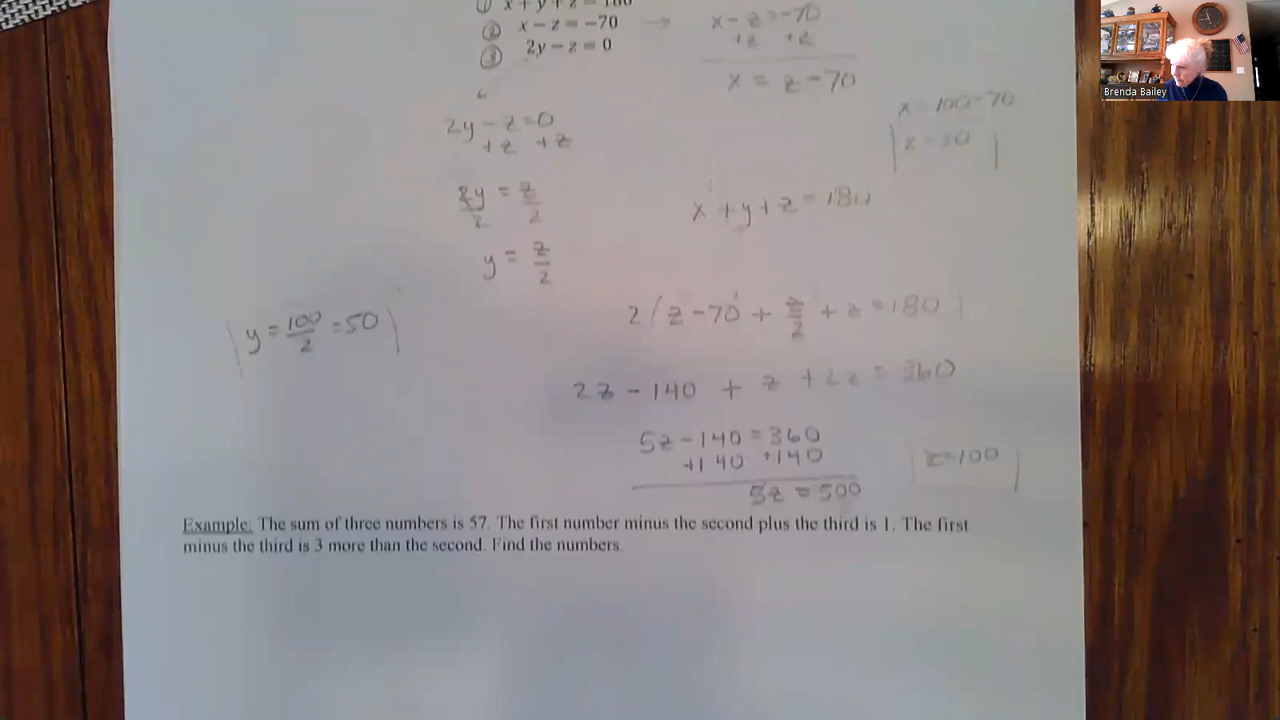 ① x + y + z = 180
② x − z = −70
③ 2y − z = 0
→ x − z = −70
+z +z
x = z − 70
x = 100 − 70
x = 30
2y − z = 0
+z +z
2y = z
2 2
y = z
2
x + y + z = 180
y = 100 = 50
2
2(z − 70 + z + z = 180)
2
2z − 140 + z + 2z = 360
5z − 140 = 360
+140 +140
5z = 500
z = 100
Example. The sum of three numbers is 57. The first number minus the second plus the third is 1. The first
minus the third is 3 more than the second. Find the numbers.
Brenda Bailey